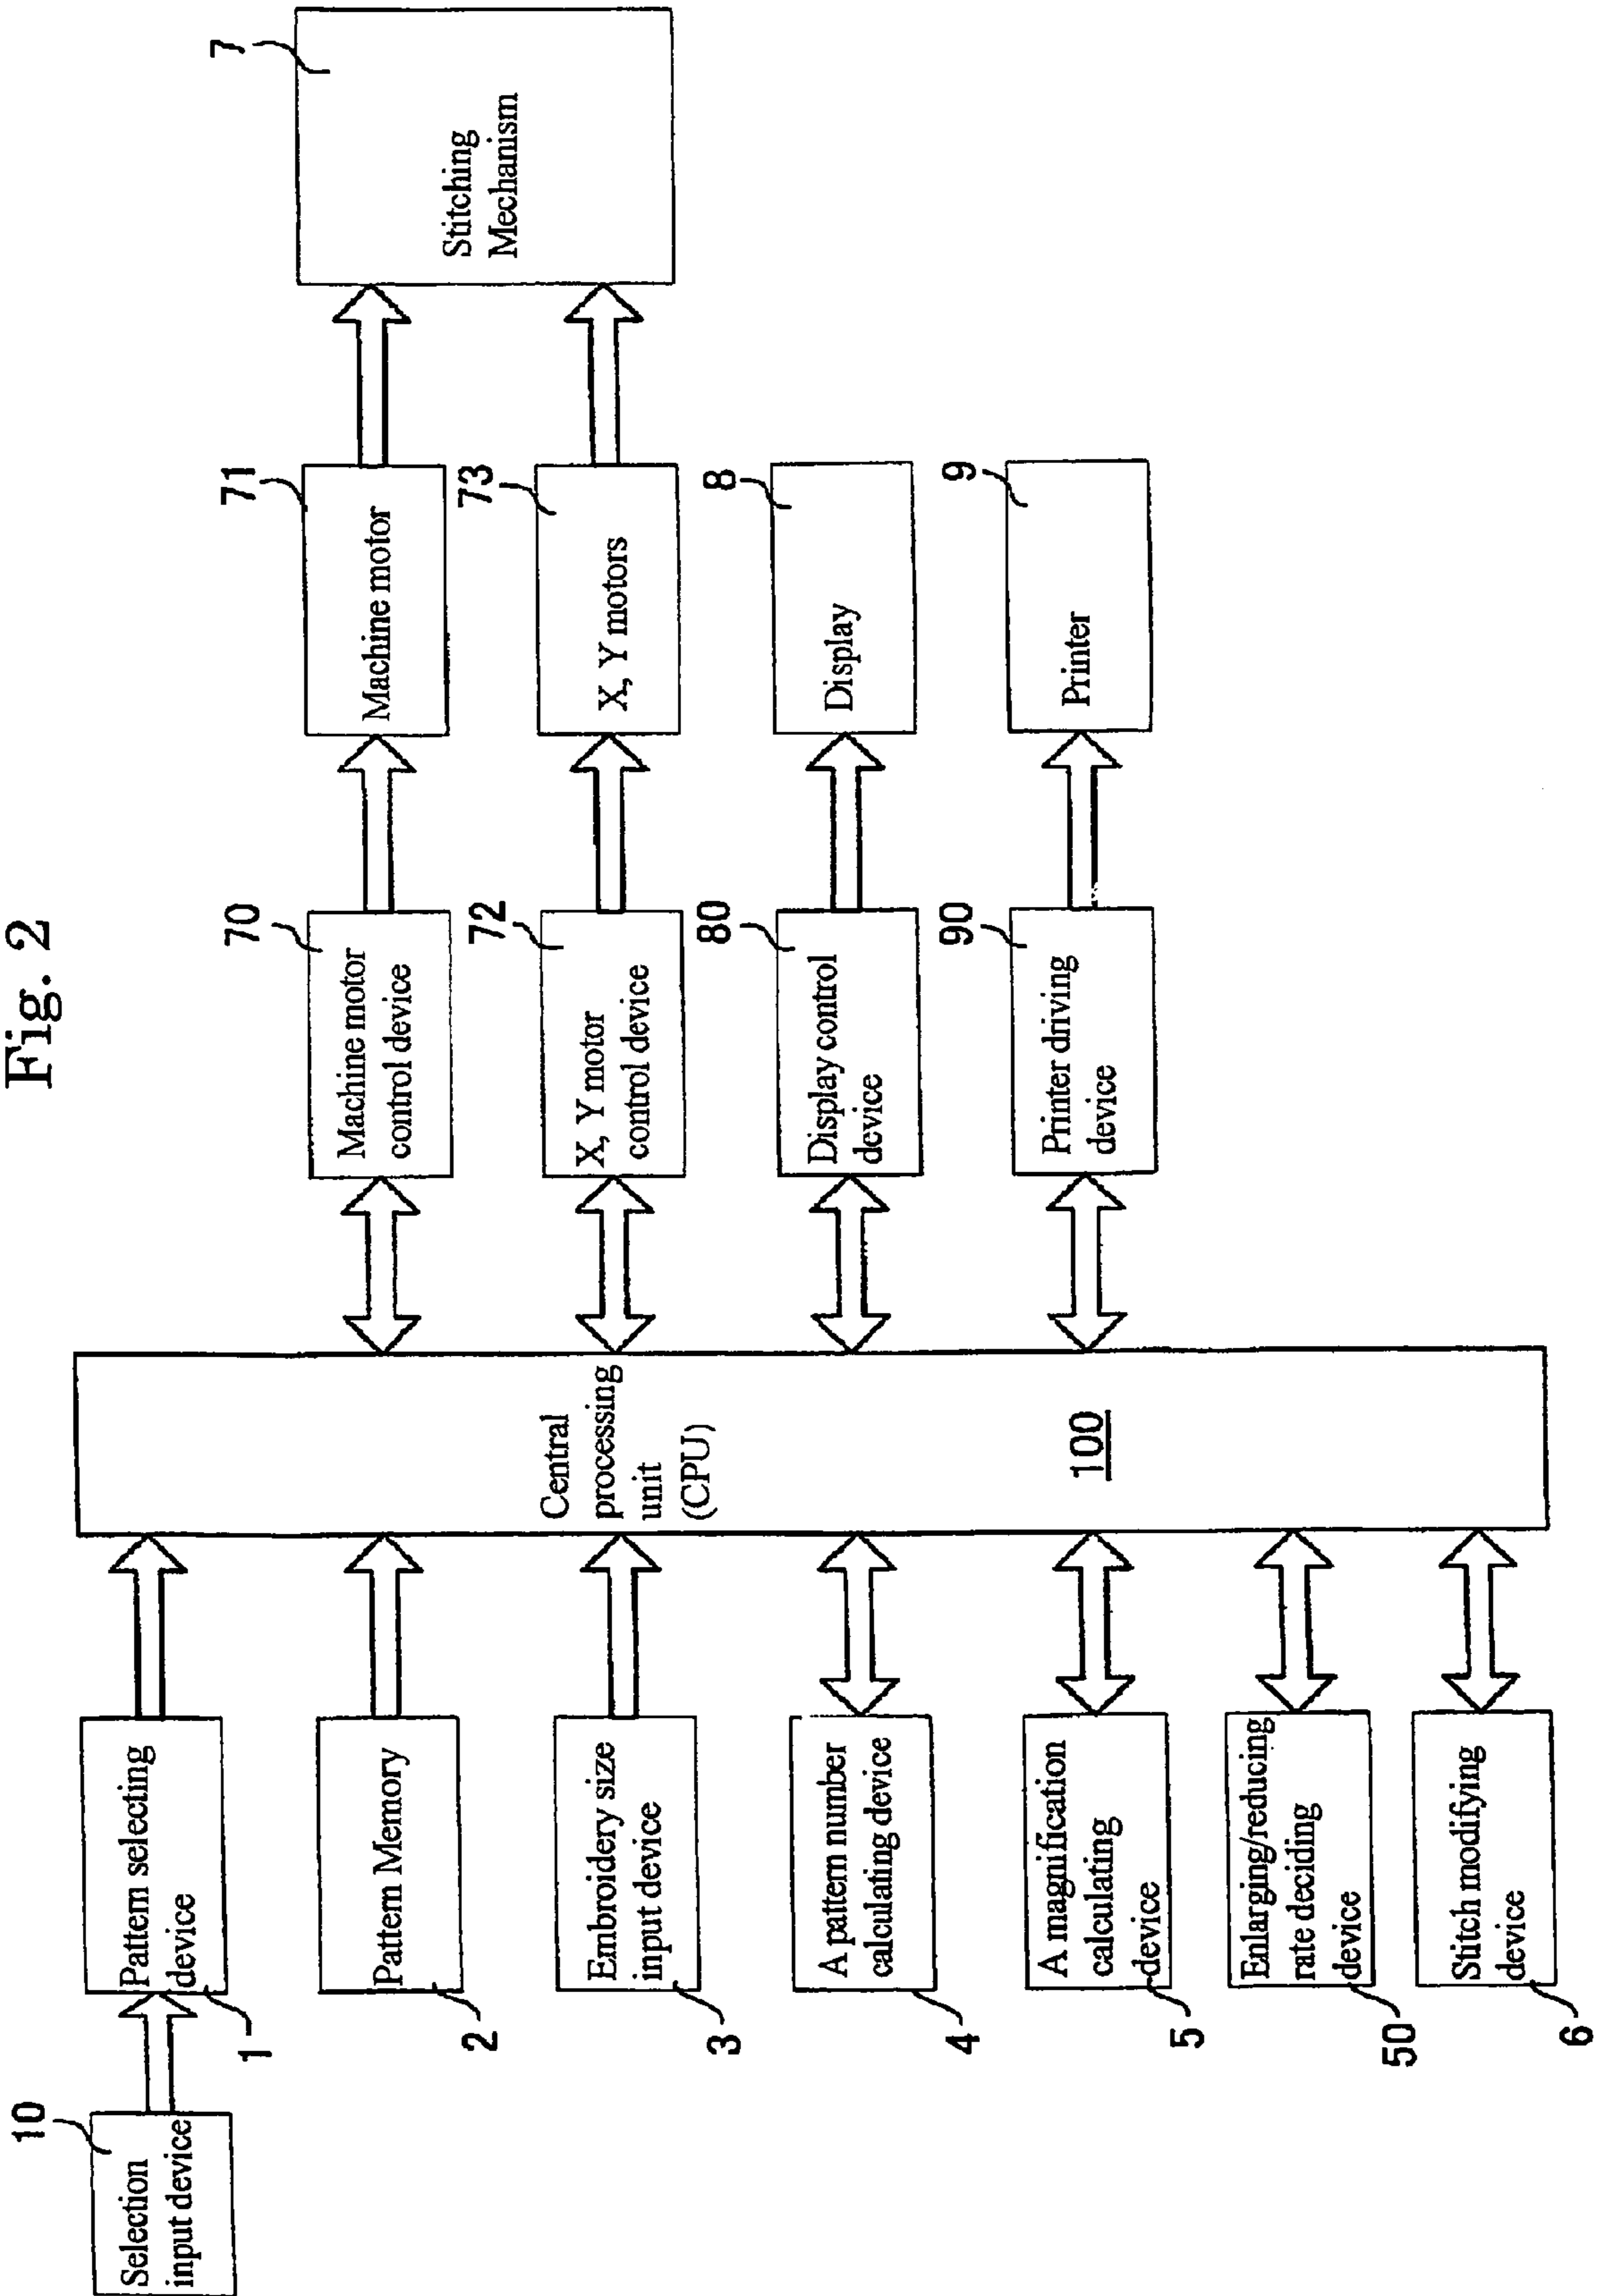 Fig. 2
10
Selection
input device
1
Pattern selecting
device
2
Pattern Memory
3
Embroidery size
input device
4
A pattern number
calculating device
5
A magnification
calculating
device
50
Enlarging/reducing
rate deciding
device
6
Stitch modifying
device
Central
processing
unit
(CPU)
100
70
Machine motor
control device
72
X, Y motor
control device
80
Display control
device
90
Printer driving
device
71
Machine motor
73
X, Y motors
8
Display
9
Printer
7
Stitching
Mechanism